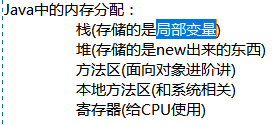 Java中的内存分配：
栈(存储的是局部变量)
堆(存储的是new出来的东西)
方法区(面向对象进阶讲)
本地方法区(和系统相关)
寄存器(给CPU使用)